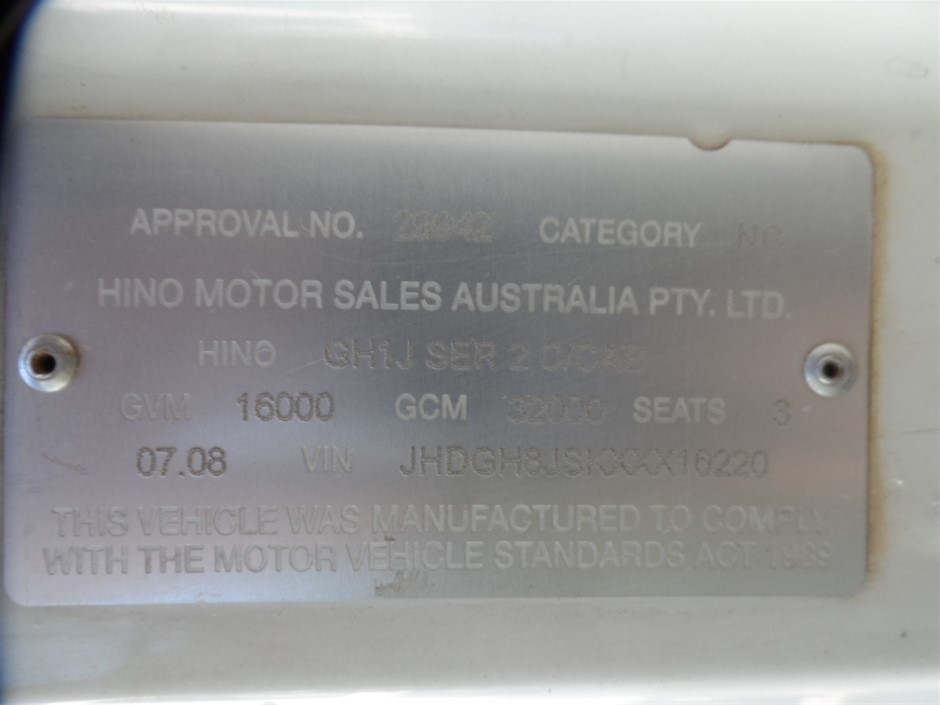 APPROVAL NO. 29942 CATEGORY NC
HINO MOTOR SALES AUSTRALIA PTY. LTD.
HINO GH1J SER 2 C/CAB
GVM 16000 GCM 32000 SEATS 3
07.08 VIN
THIS VEHICLE WAS MANUFACTURED TO COMPLY
WITH THE MOTOR VEHICLE STANDARDS ACT 1989